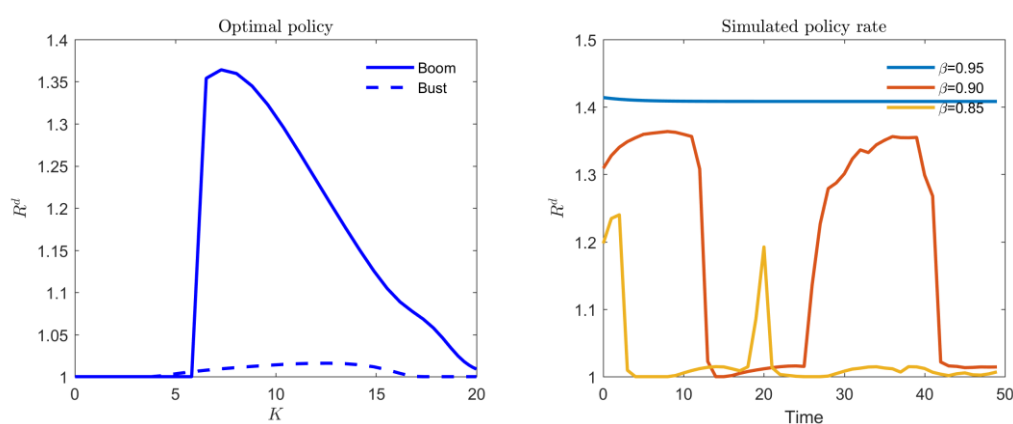 Optimal policy
1.4
1.35
1.3
1.25
1.2
1.15
1.1
1.05
1
R^d
0 5 10 15 20
K
Boom
Bust
Simulated policy rate
1.5
1.4
1.3
1.2
1.1
1
R^d
0 10 20 30 40 50
Time
β=0.95
β=0.90
β=0.85